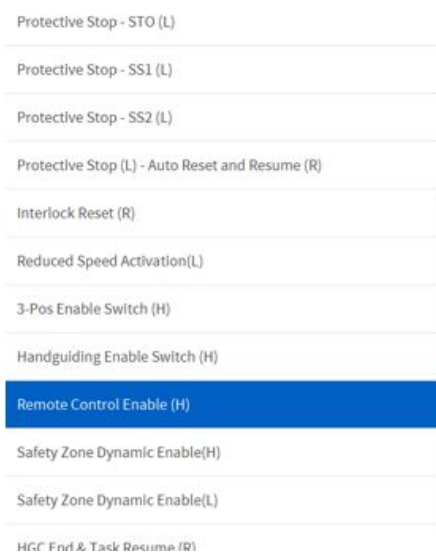 Protective Stop - STO (L)
Protective Stop - SS1 (L)
Protective Stop - SS2 (L)
Protective Stop (L) - Auto Reset and Resume (R)
Interlock Reset (R)
Reduced Speed Activation(L)
3-Pos Enable Switch (H)
Handguiding Enable Switch (H)
Remote Control Enable (H)
Safety Zone Dynamic Enable(H)
Safety Zone Dynamic Enable(L)
HGC End & Task Resume (R)